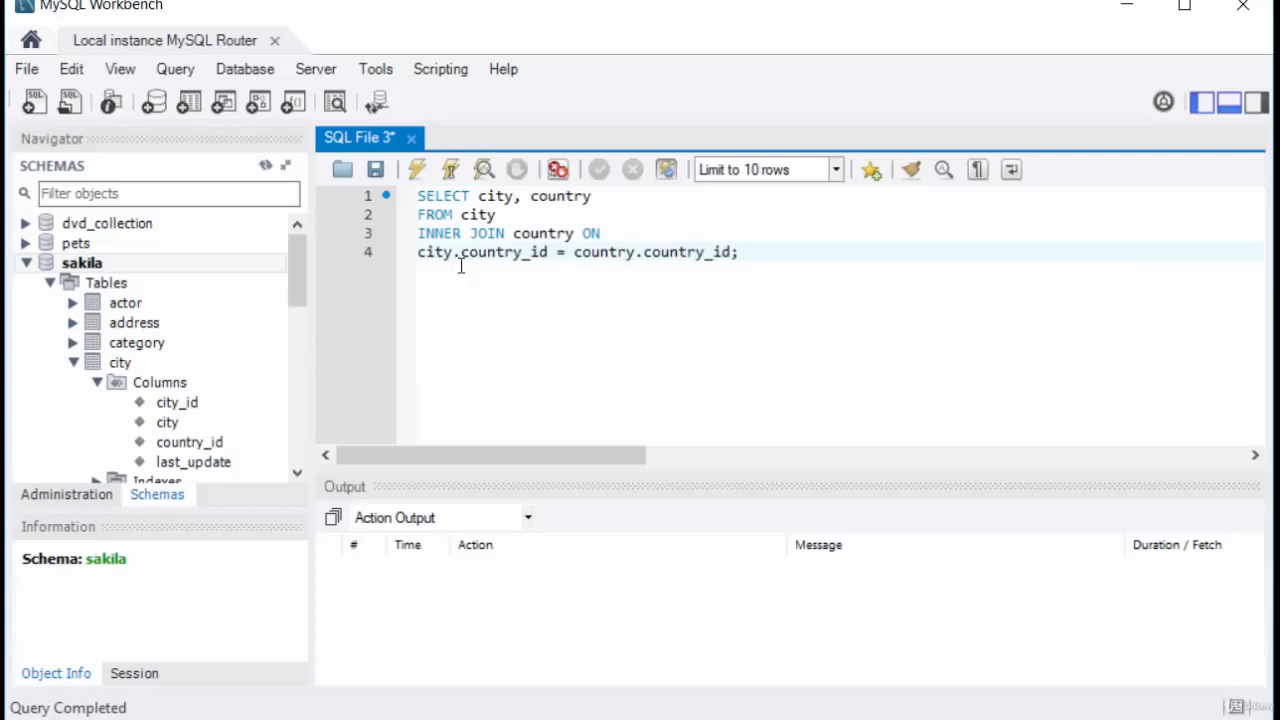 MySQL Workbench
Local instance MySQL Router
File Edit View Query Database Server Tools Scripting Help
Navigator
SCHEMAS
Filter objects
dvd_collection
pets
sakila
Tables
actor
address
category
city
Columns
city_id
city
country_id
last_update
Indexes
Administration Schemas
Information
Schema: sakila
Object Info Session
Query Completed
SQL File 3*
Limit to 10 rows
1 SELECT city, country
2 FROM city
3 INNER JOIN country ON
4 city.country_id = country.country_id;
Output
Action Output
# Time Action Message Duration / Fetch